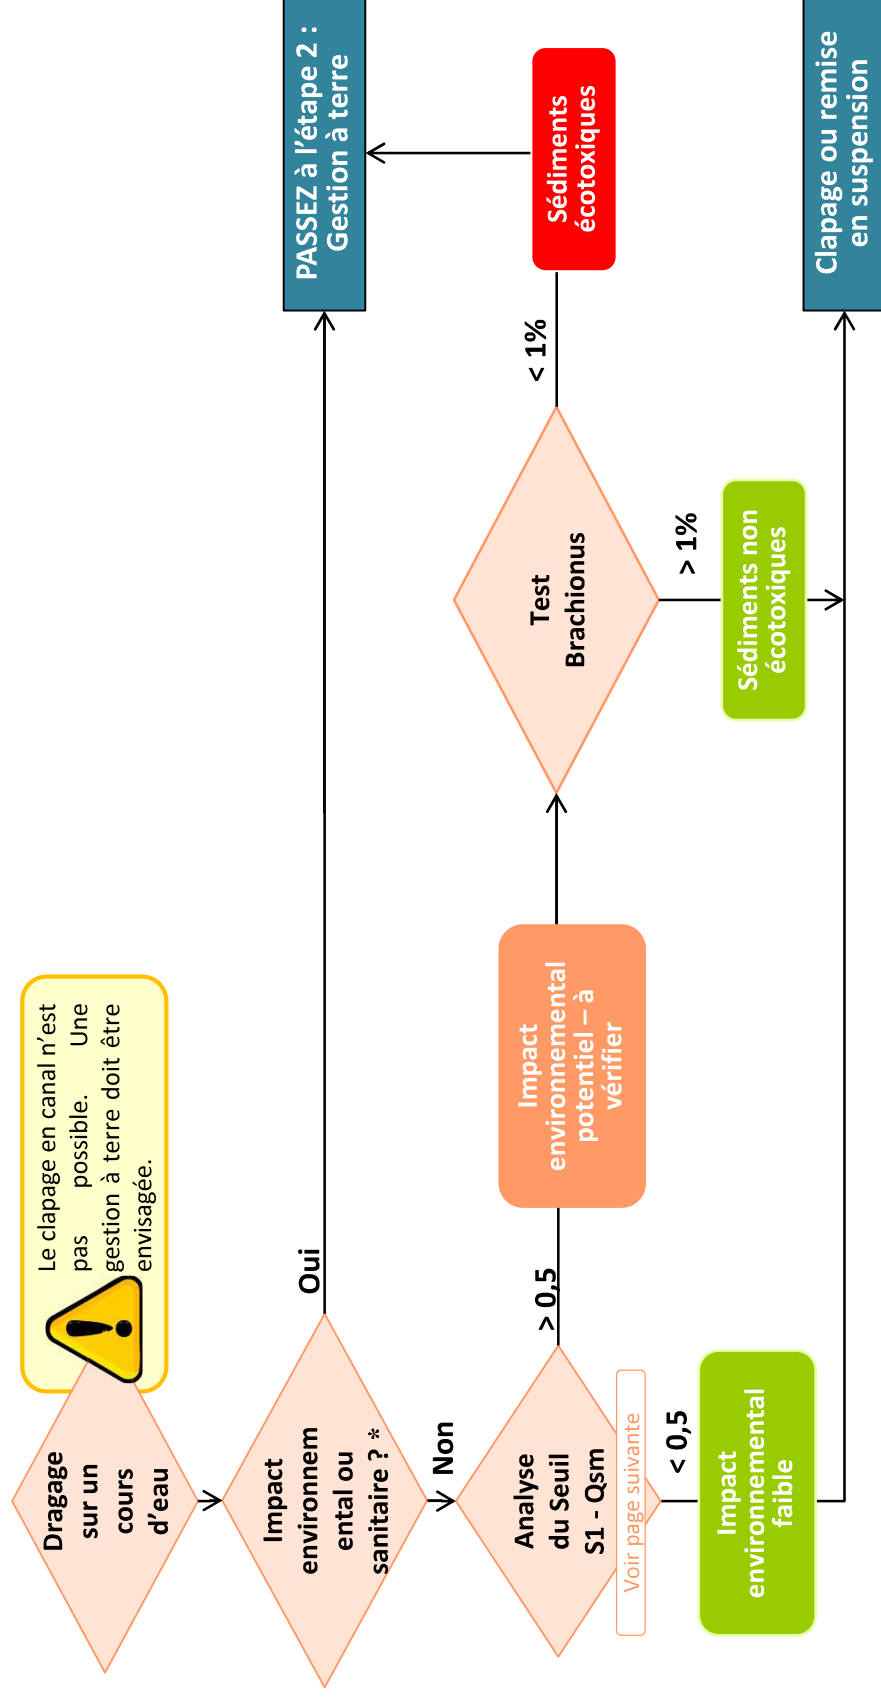 Dragage
sur un
cours
d’eau
Le clapage en canal n’est
pas possible. Une
gestion à terre doit être
envisagée.
Impact
environnem
ental ou
sanitaire ? *
Oui
PASSEZ à l’étape 2 :
Gestion à terre
Non
Analyse
du Seuil
S1 - Qsm
Voir page suivante
> 0,5
Impact
environnemental
potentiel – à
vérifier
Test
Brachionus
< 1%
Sédiments
écotoxiques
> 1%
Sédiments non
écotoxiques
< 0,5
Impact
environnemental
faible
Clapage ou remise
en suspension